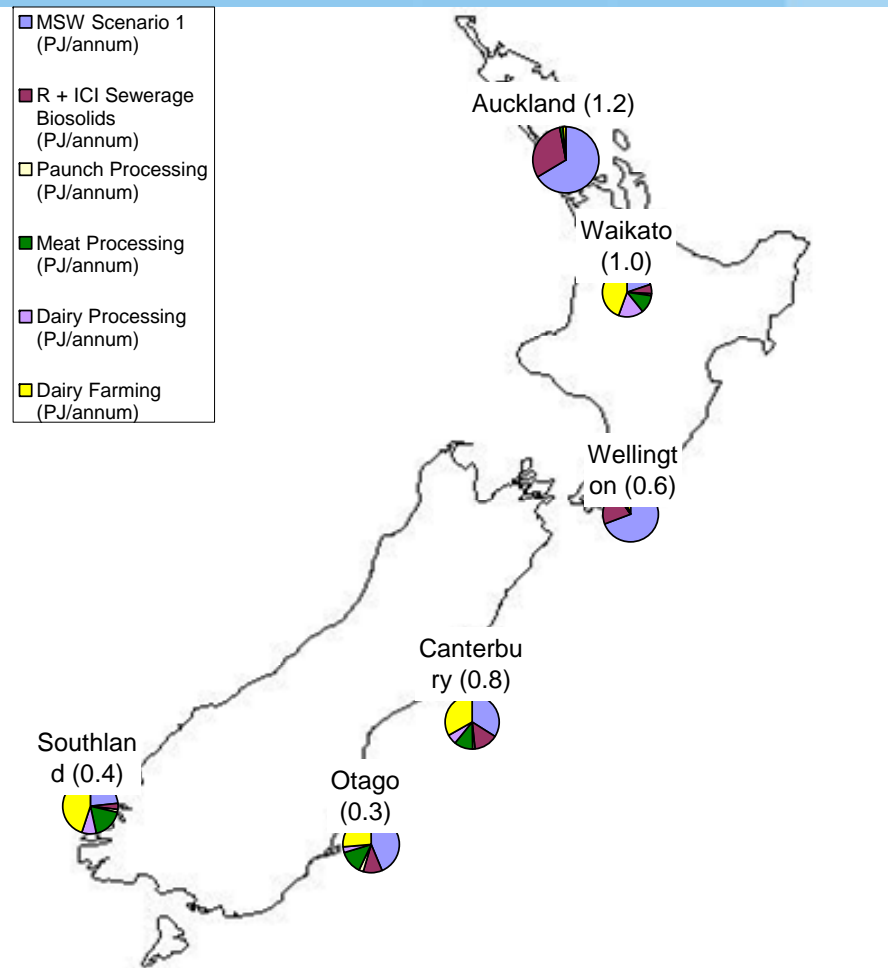 MSW Scenario 1
(PJ/annum)
R + ICI Sewerage
Biosolids
(PJ/annum)
Paunch Processing
(PJ/annum)
Meat Processing
(PJ/annum)
Dairy Processing
(PJ/annum)
Dairy Farming
(PJ/annum)
Auckland (1.2)
Waikato
(1.0)
Wellingt
on (0.6)
Canterbu
ry (0.8)
Southlan
d (0.4)
Otago
(0.3)